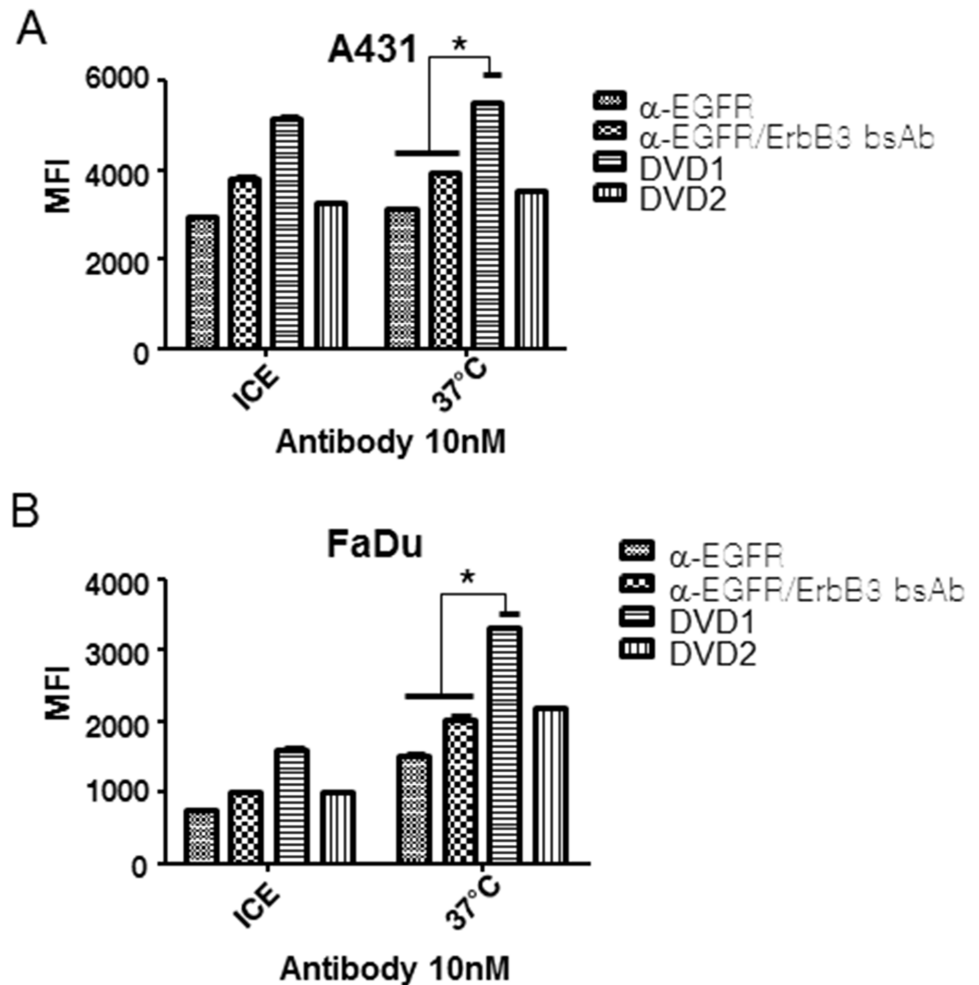 A
A431
*
6000
4000
2000
0
MFI
ICE
37°C
Antibody 10nM
α-EGFR
α-EGFR/ErbB3 bsAb
DVD1
DVD2
B
FaDu
*
4000
3000
2000
1000
0
MFI
ICE
37°C
Antibody 10nM
α-EGFR
α-EGFR/ErbB3 bsAb
DVD1
DVD2